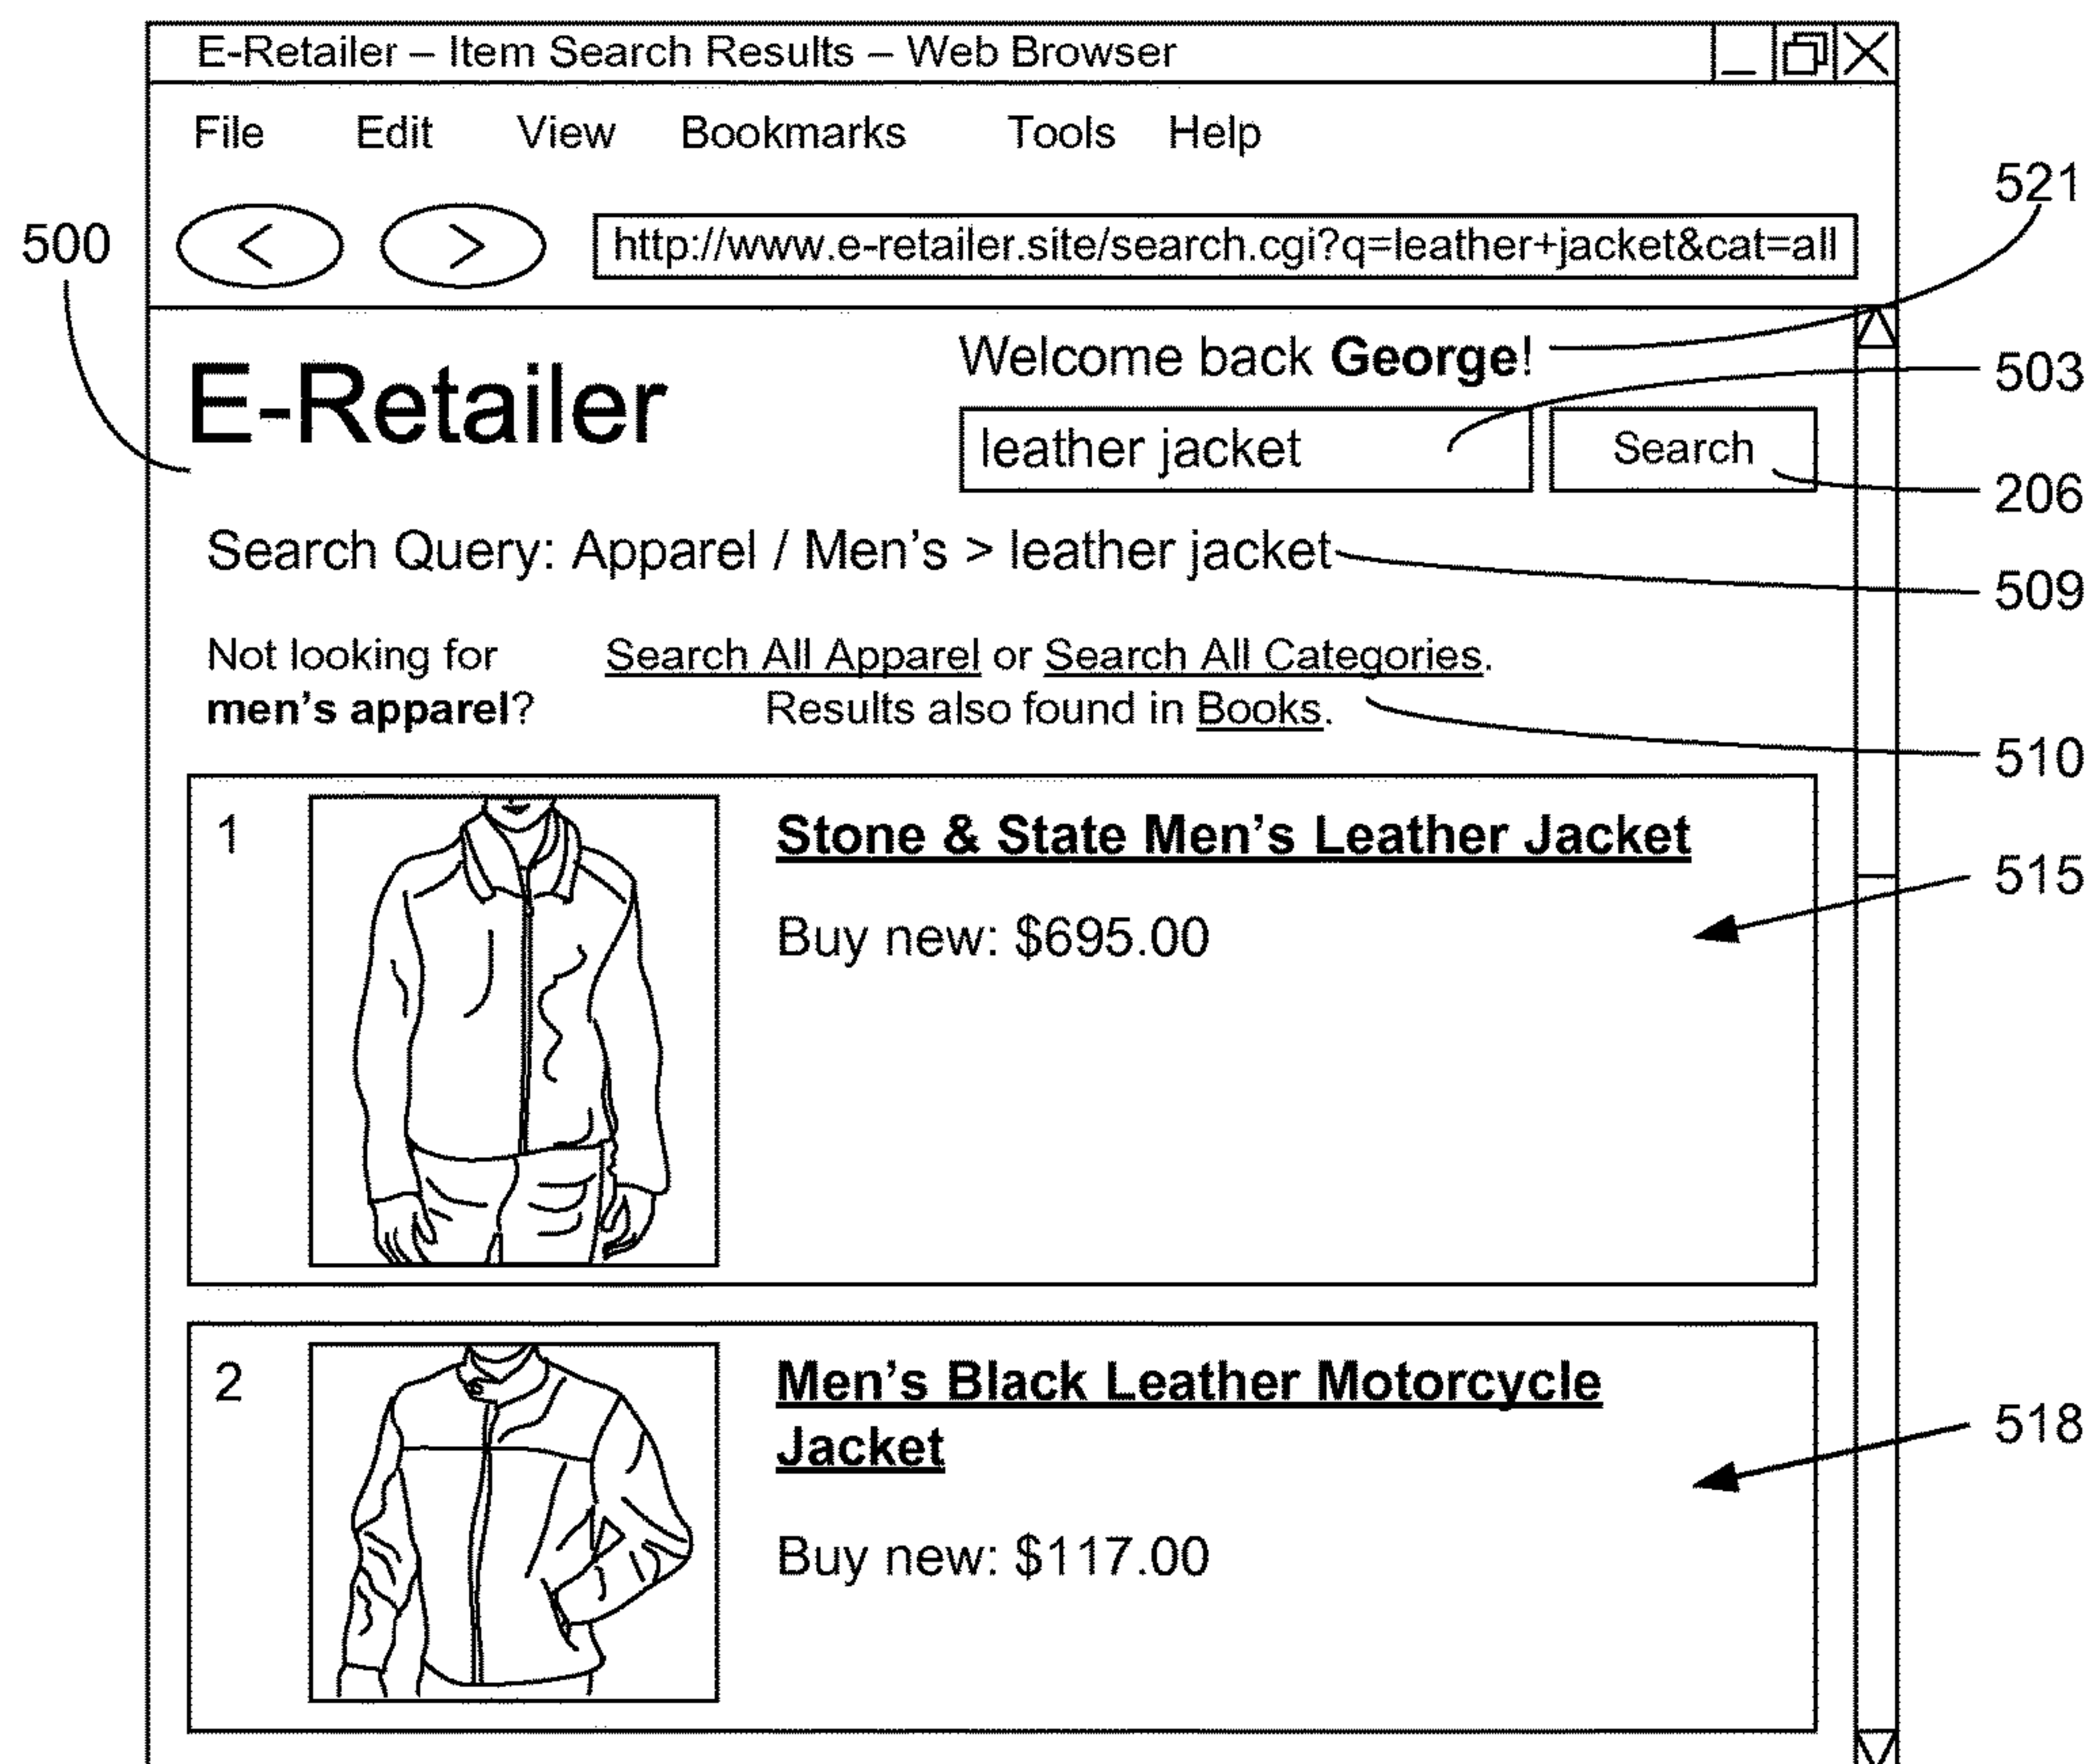 E-Retailer – Item Search Results – Web Browser
File Edit View Bookmarks Tools Help
521
500
< > http://www.e-retailer.site/search.cgi?q=leather+jacket&cat=all
Welcome back George!
503
E-Retailer
leather jacket Search
206
Search Query: Apparel / Men’s > leather jacket
509
Not looking for Search All Apparel or Search All Categories.
men’s apparel? Results also found in Books.
510
1 Stone & State Men’s Leather Jacket
515
Buy new: $695.00
2 Men’s Black Leather Motorcycle
Jacket
518
Buy new: $117.00